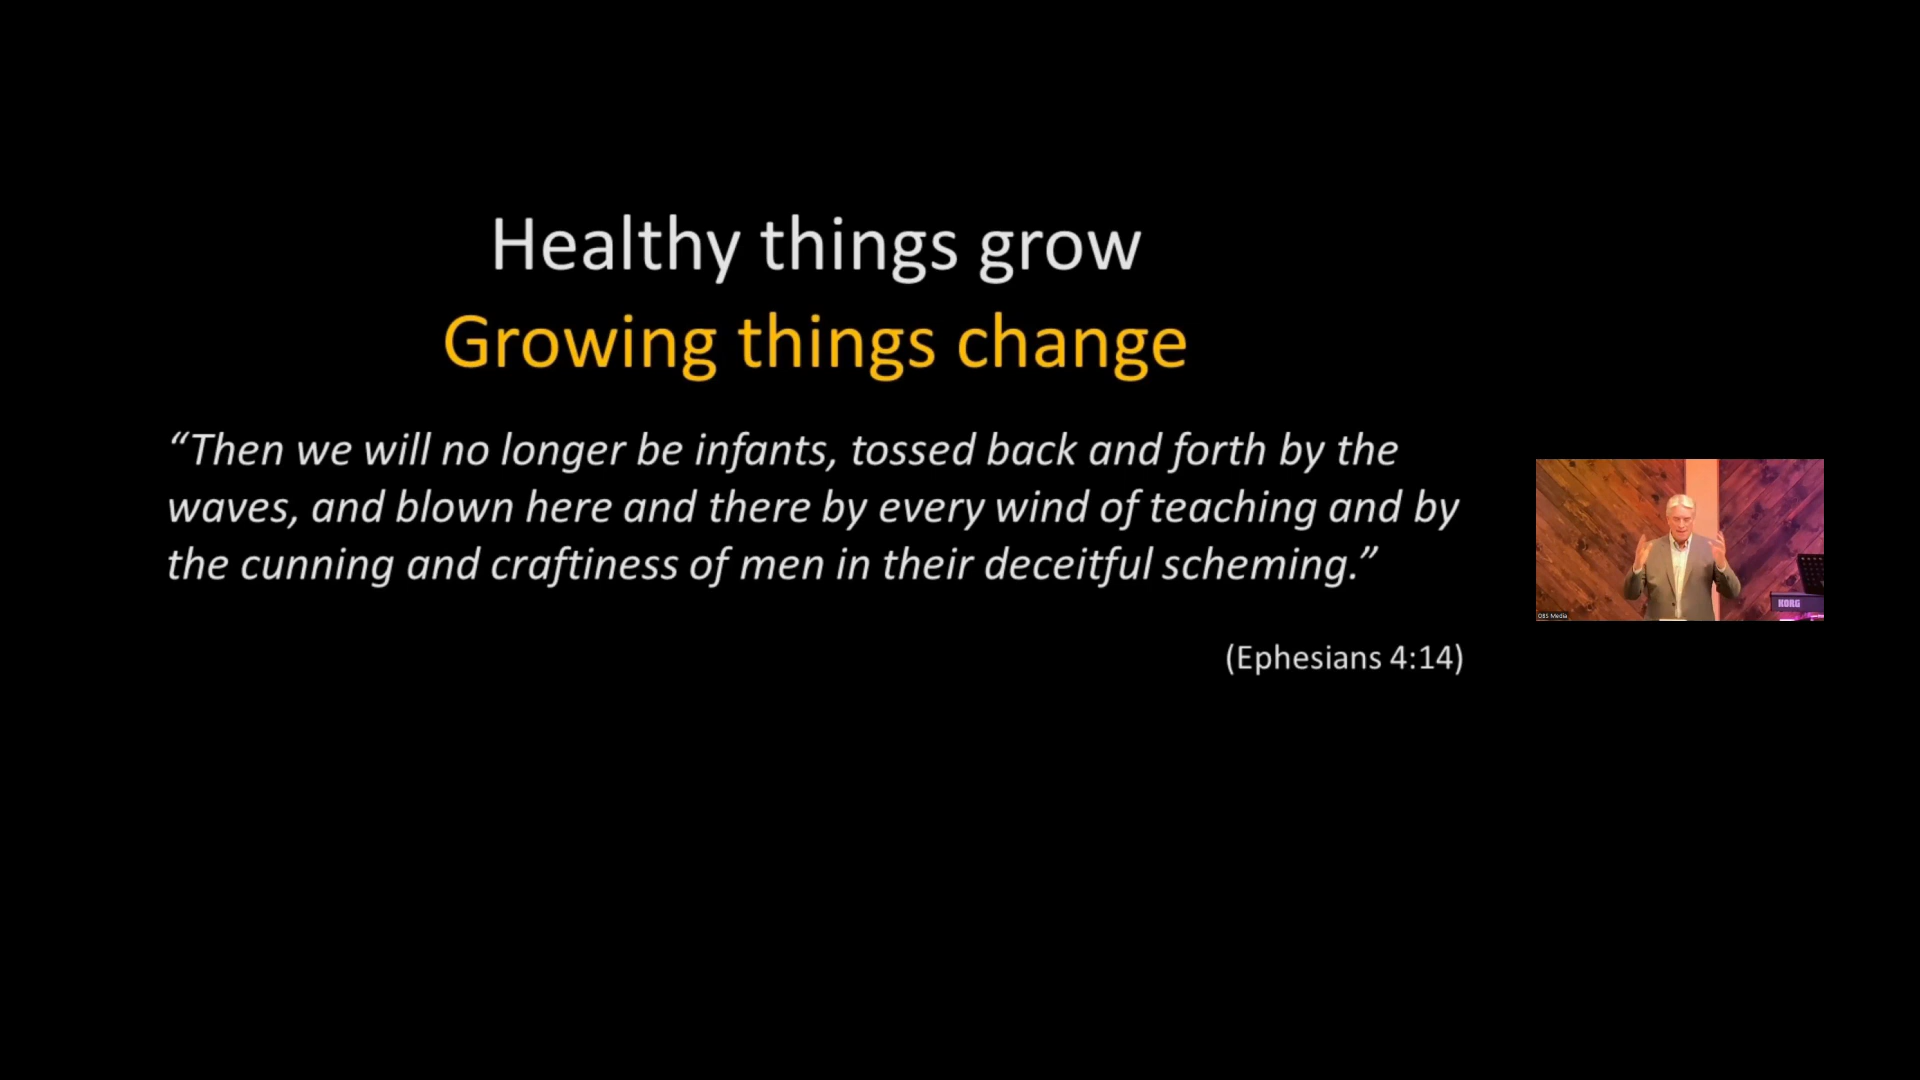 Healthy things grow
Growing things change
“Then we will no longer be infants, tossed back and forth by the
waves, and blown here and there by every wind of teaching and by
the cunning and craftiness of men in their deceitful scheming.”
(Ephesians 4:14)
KORG
OBS Media